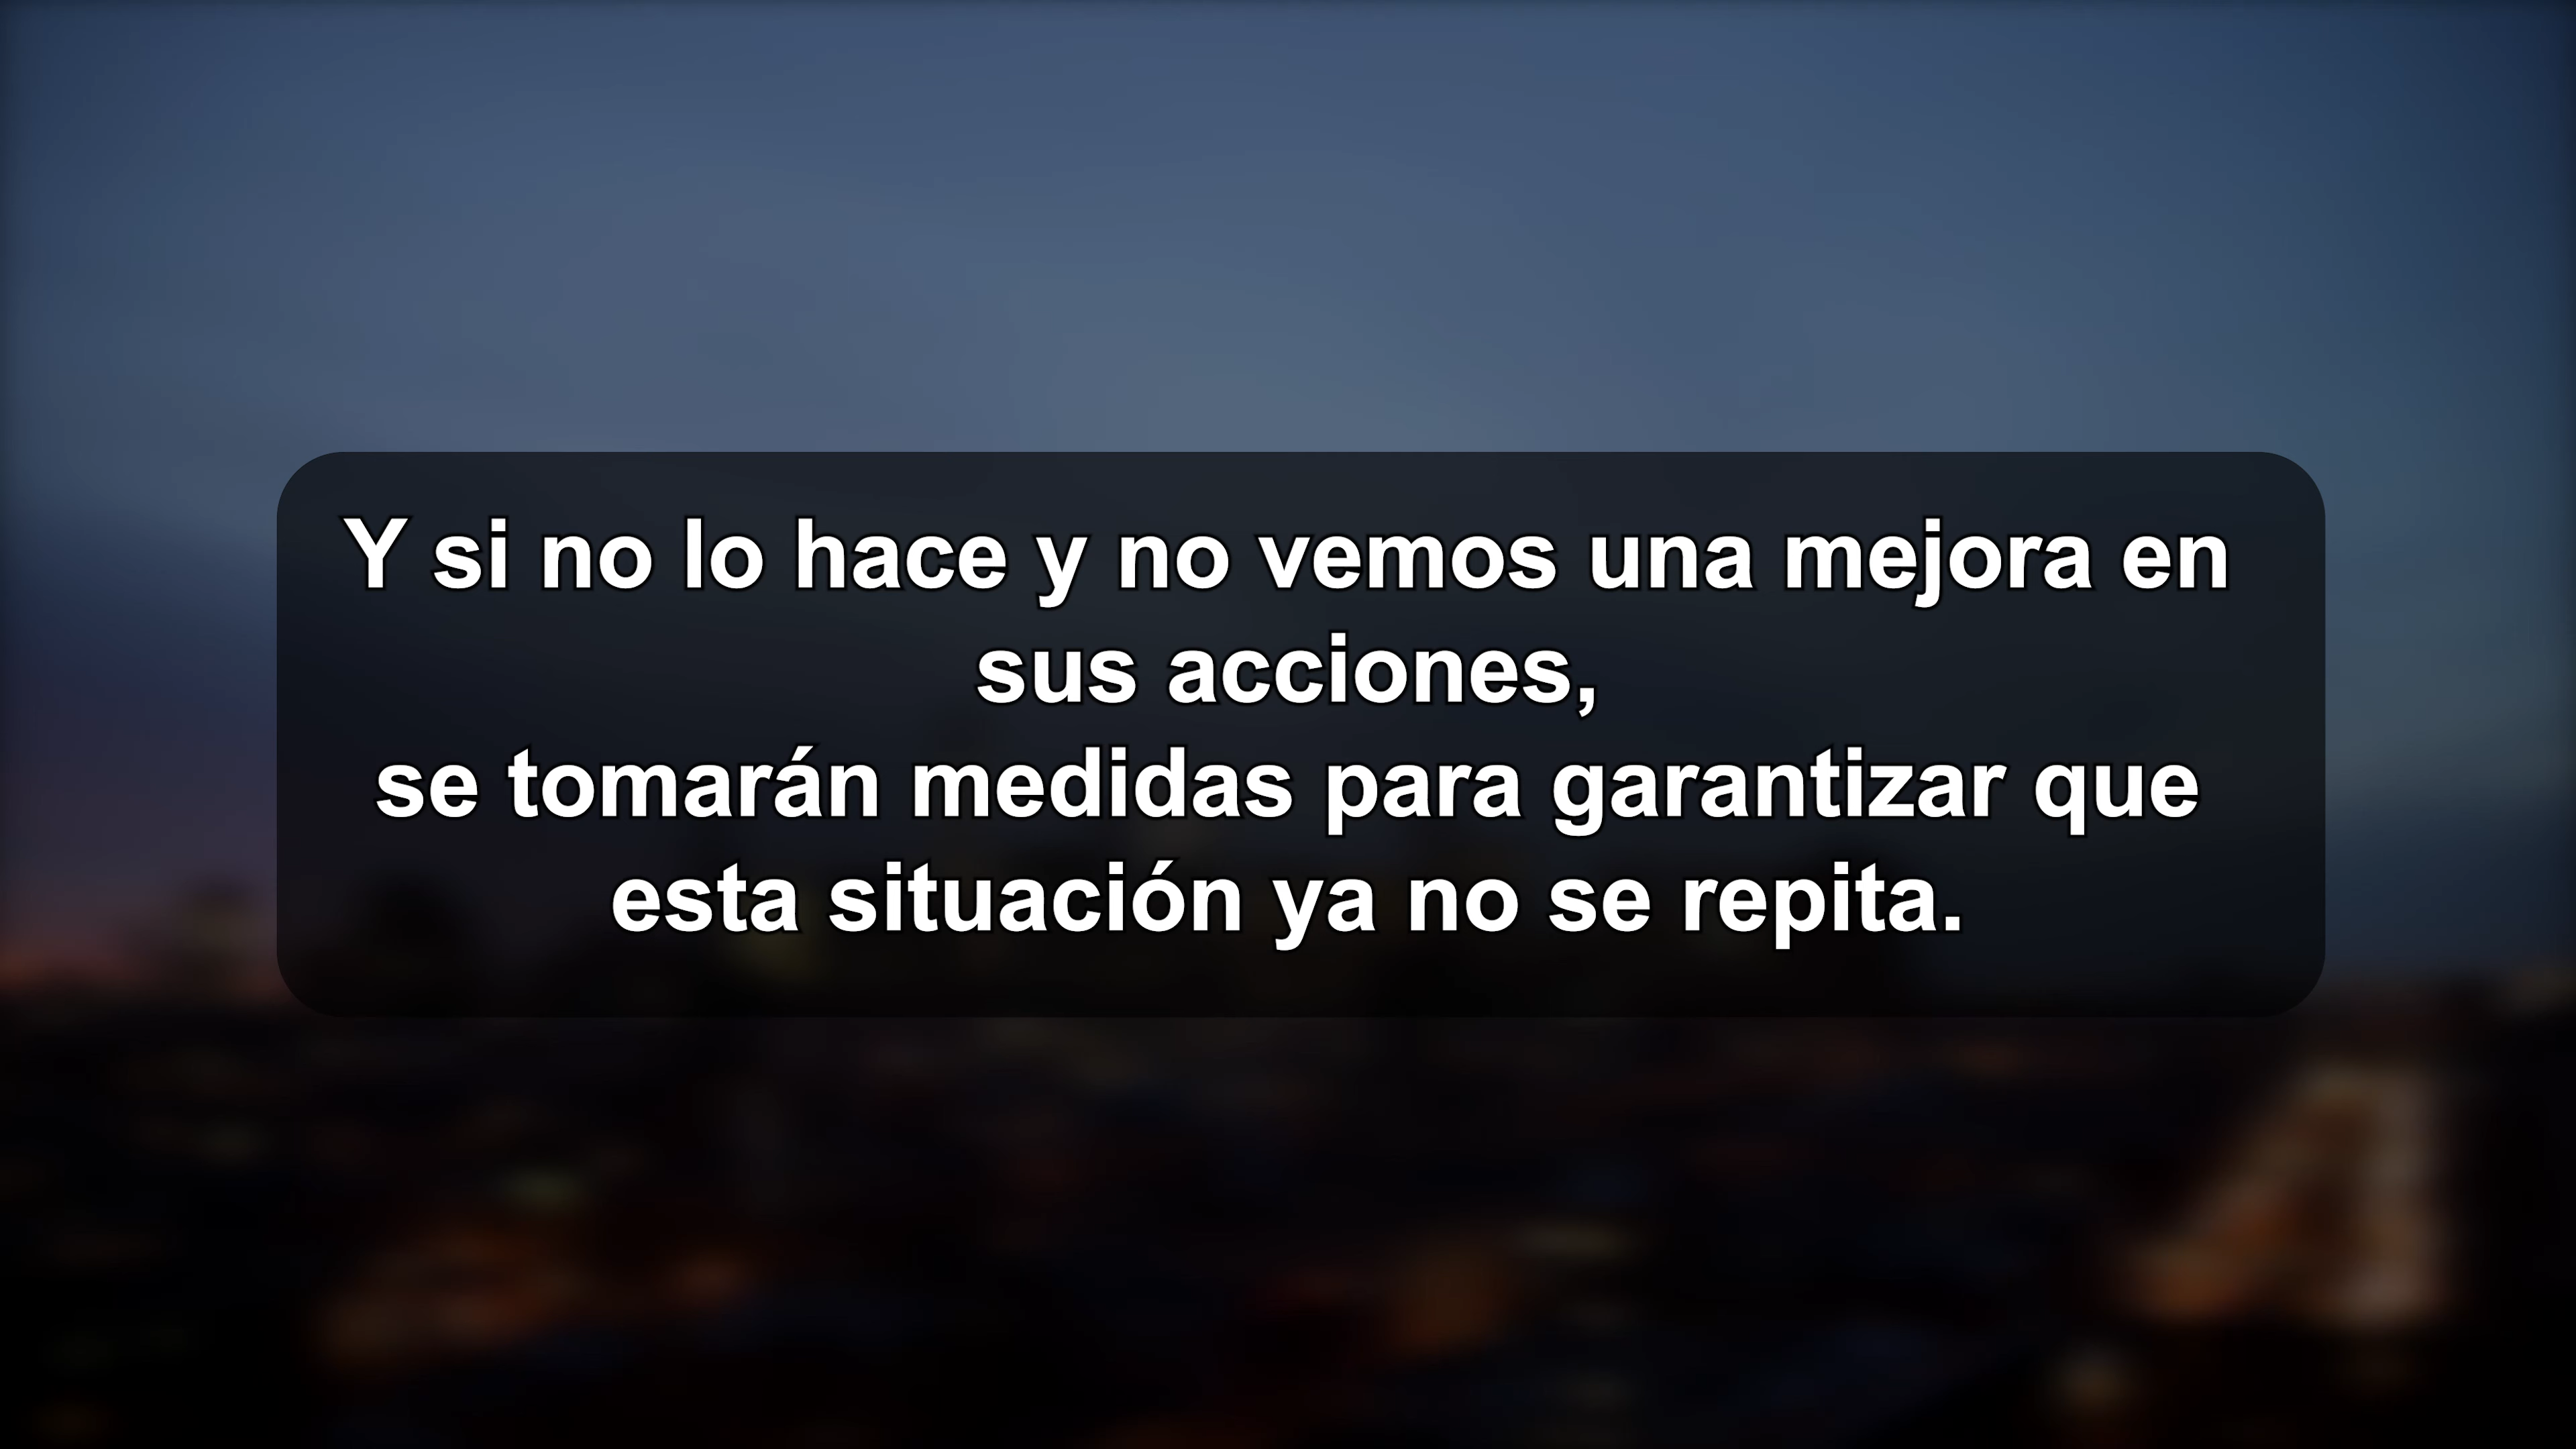 Y si no lo hace y no vemos una mejora en
sus acciones,
se tomarán medidas para garantizar que
esta situación ya no se repita.